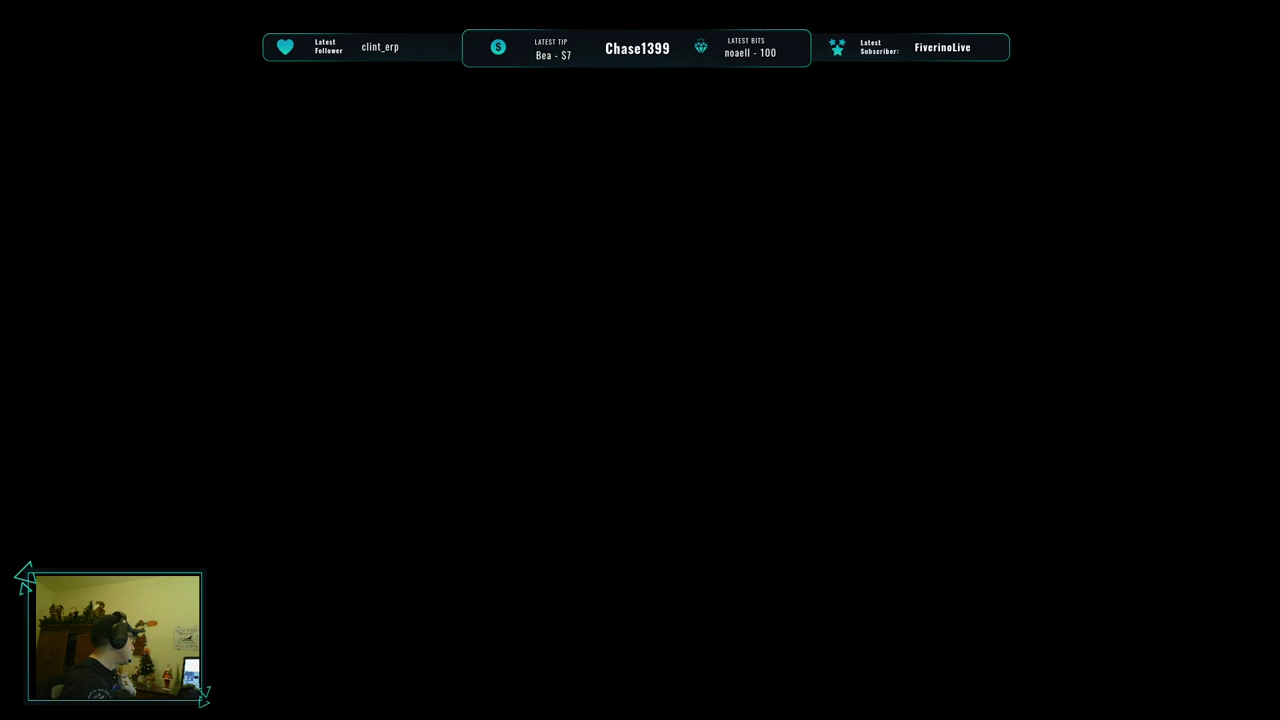 Latest
Follower
clint_erp
LATEST TIP
Bea - $7
Chase1399
LATEST BITS
noaell - 100
Latest
Subscriber:
FiverinoLive